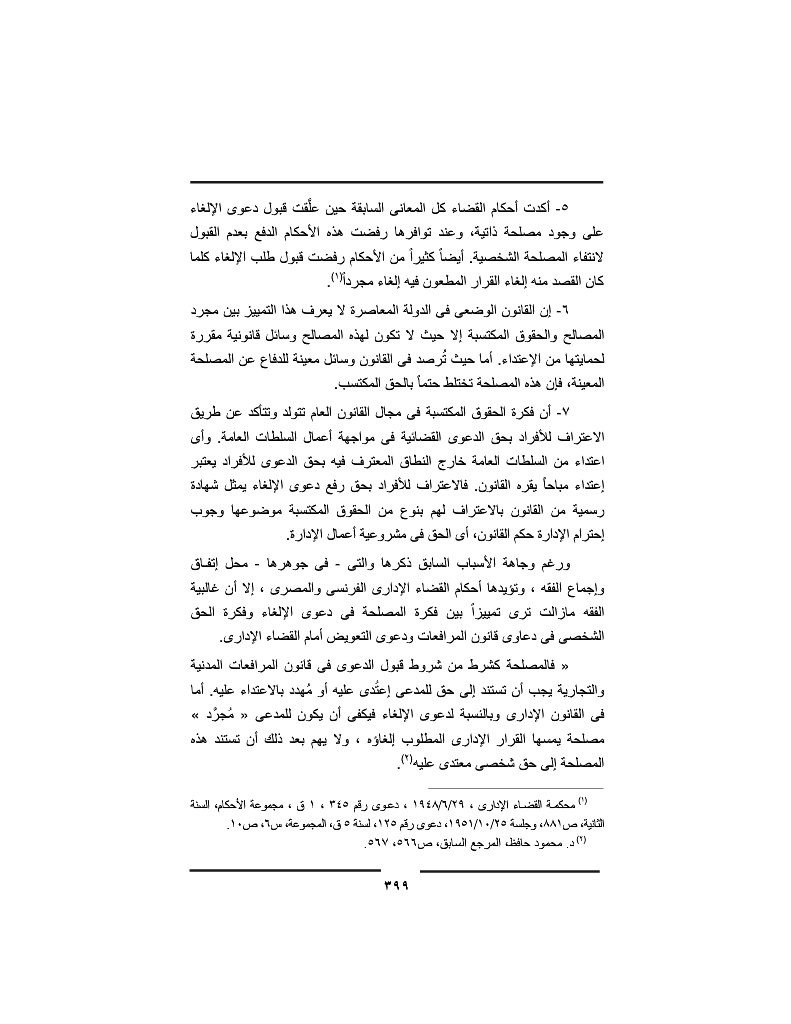 ٥- أكدت أحكام القضاء كل المعانى السابقة حين علَّقت قبول دعوى الإلغاء
على وجود مصلحة ذاتية، وعند توافرها رفضت هذه الأحكام الدفع بعدم القبول
لانتفاء المصلحة الشخصية. أيضاً كثيراً من الأحكام رفضت قبول طلب الإلغاء كلما
كان القصد منه إلغاء القرار المطعون فيه إلغاء مجرداً(١).
٦- إن القانون الوضعى فى الدولة المعاصرة لا يعرف هذا التمييز بين مجرد
المصالح والحقوق المكتسبة إلا حيث لا تكون لهذه المصالح وسائل قانونية مقررة
لحمايتها من الإعتداء. أما حيث تُرصد فى القانون وسائل معينة للدفاع عن المصلحة
المعينة، فإن هذه المصلحة تختلط حتماً بالحق المكتسب.
٧- أن فكرة الحقوق المكتسبة فى مجال القانون العام تتولد وتتأكد عن طريق
الاعتراف للأفراد بحق الدعوى القضائية فى مواجهة أعمال السلطات العامة. وأى
اعتداء من السلطات العامة خارج النطاق المعترف فيه بحق الدعوى للأفراد يعتبر
إعتداء مباحاً يقره القانون. فالاعتراف للأفراد بحق رفع دعوى الإلغاء يمثل شهادة
رسمية من القانون بالاعتراف لهم بنوع من الحقوق المكتسبة موضوعها وجوب
إحترام الإدارة حكم القانون، أى الحق فى مشروعية أعمال الإدارة.
ورغم وجاهة الأسباب السابق ذكرها والتى - فى جوهرها - محل إتفاق
وإجماع الفقه ، وتؤيدها أحكام القضاء الإدارى الفرنسى والمصرى ، إلا أن غالبية
الفقه مازالت ترى تمييزاً بين فكرة المصلحة فى دعوى الإلغاء وفكرة الحق
الشخصى فى دعاوى قانون المرافعات ودعوى التعويض أمام القضاء الإدارى.
« فالمصلحة كشرط من شروط قبول الدعوى فى قانون المرافعات المدنية
والتجارية يجب أن تستند إلى حق للمدعى إعتُدى عليه أو مُهدد بالاعتداء عليه. أما
فى القانون الإدارى وبالنسبة لدعوى الإلغاء فيكفى أن يكون للمدعى « مُجرَّد »
مصلحة يمسها القرار الإدارى المطلوب إلغاؤه ، ولا يهم بعد ذلك أن تستند هذه
المصلحة إلى حق شخصى معتدى عليه(٢).
(١) محكمة القضاء الإدارى ، ١٩٤٨/٦/٢٩ ، دعوى رقم ٣٤٥ ، ١ ق ، مجموعة الأحكام، السنة
الثانية، ص٨٨١، وجلسة ١٩٥١/١٠/٢٥، دعوى رقم ١٢٥، لسنة ٥ ق، المجموعة، س٦، ص١٠.
(٢) د. محمود حافظ، المرجع السابق، ص٥٦٦، ٥٦٧.
٣٩٩